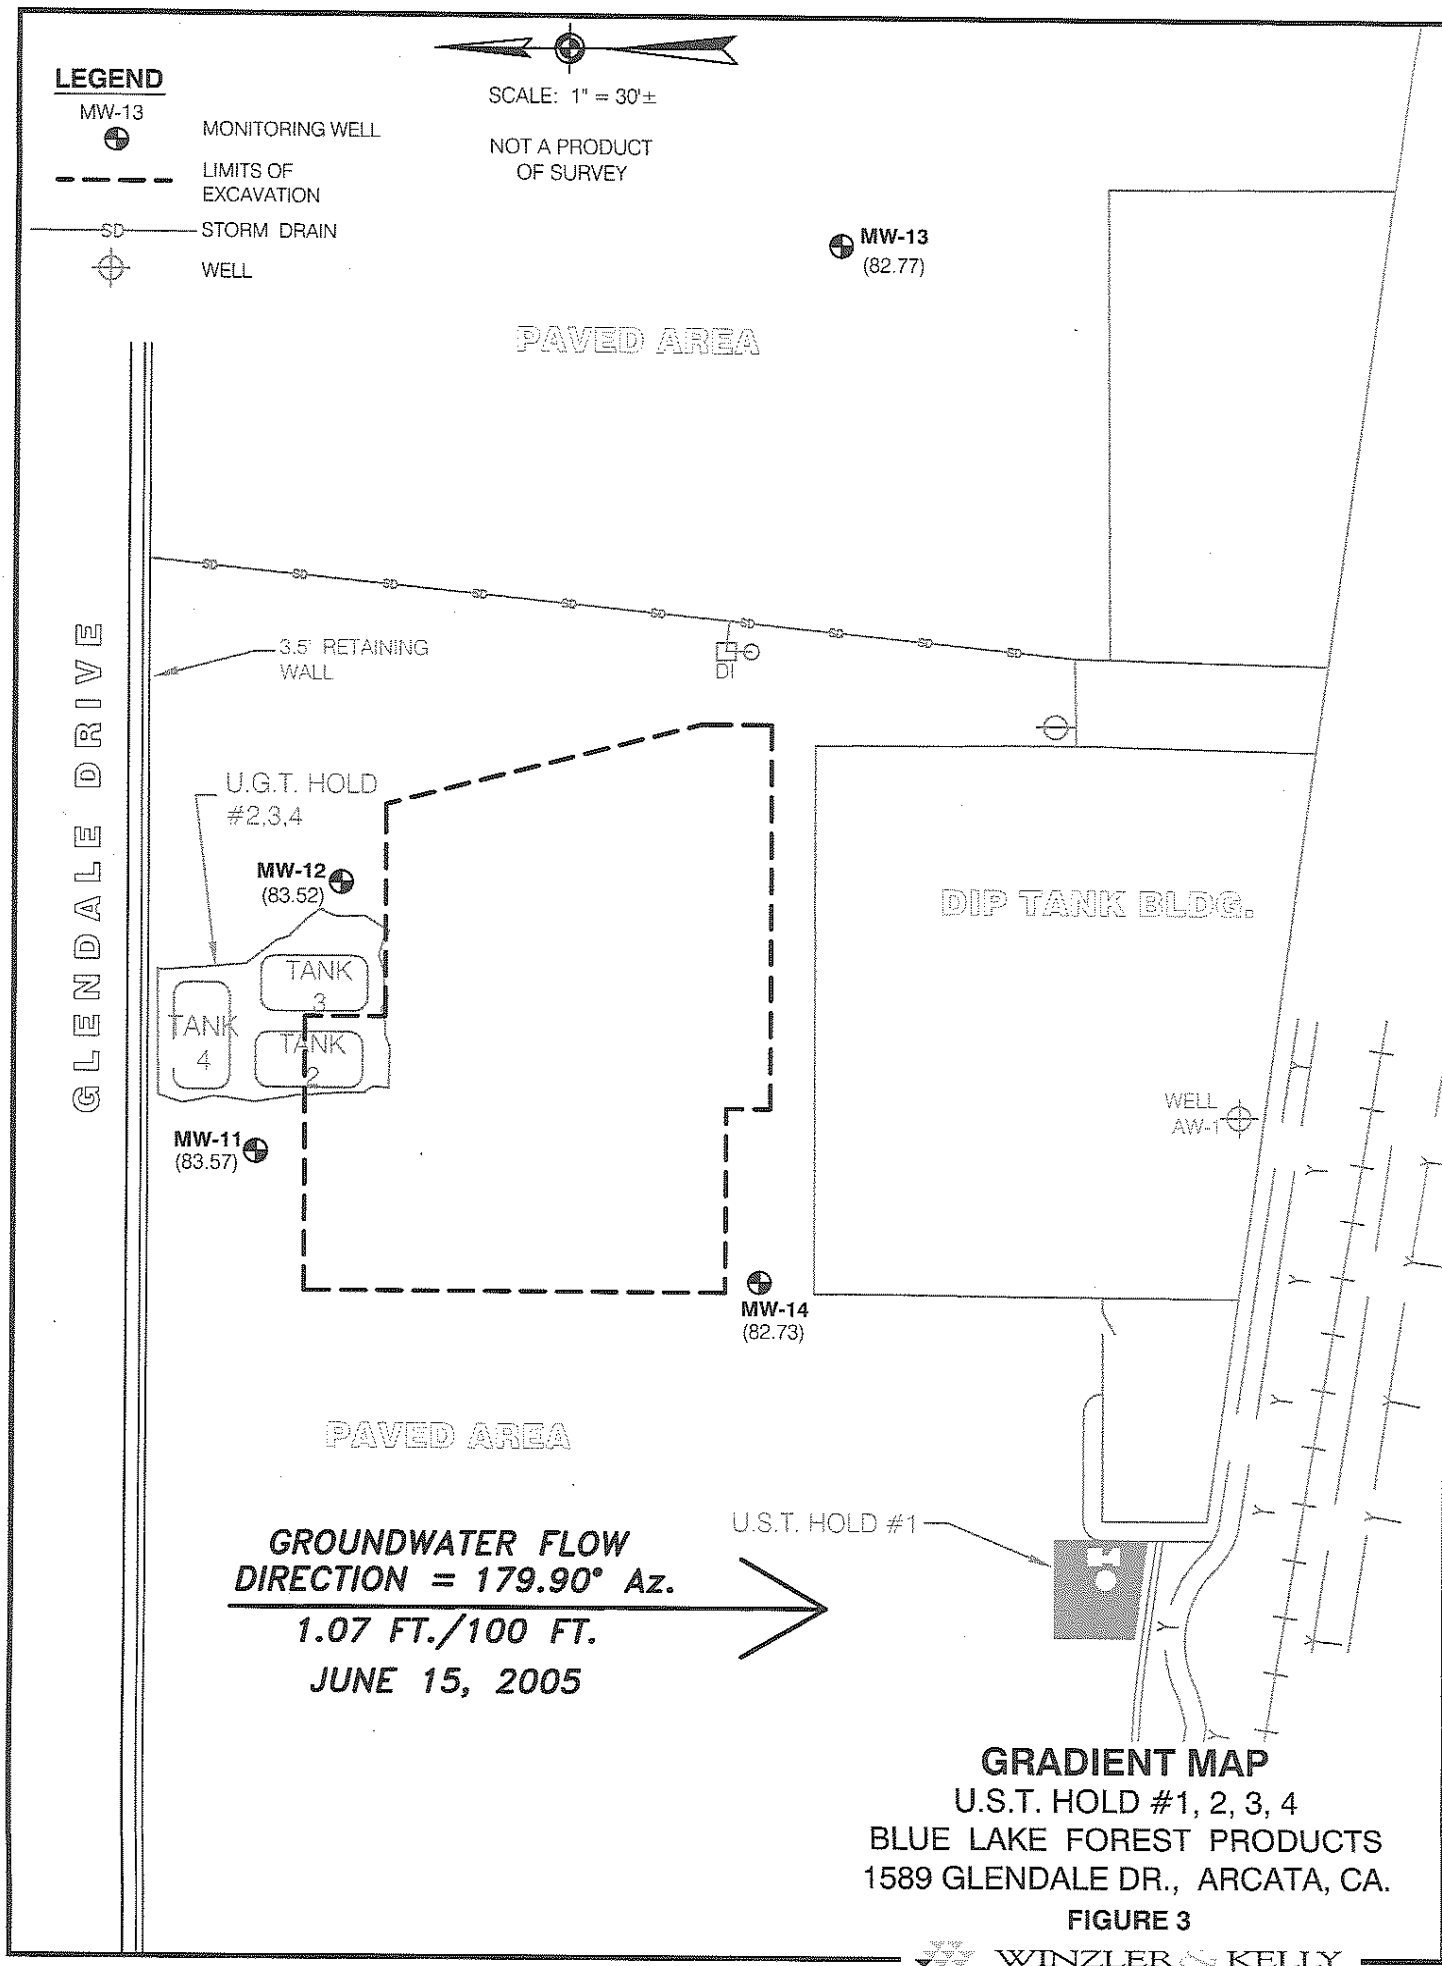 LEGEND
MW-13
MONITORING WELL
LIMITS OF
EXCAVATION
SD
STORM DRAIN
WELL
SCALE: 1" = 30'±
NOT A PRODUCT
OF SURVEY
MW-13
(82.77)
PAVED AREA
SD SD SD SD SD SD SD SD SD SD
DI
3.5' RETAINING
WALL
GLENDALE DRIVE
U.G.T. HOLD
#2,3,4
MW-12
(83.52)
TANK
3
TANK
4
TANK
2
MW-11
(83.57)
DIP TANK BLDG.
WELL
AW-1
MW-14
(82.73)
PAVED AREA
U.S.T. HOLD #1
GROUNDWATER FLOW
DIRECTION = 179.90° Az.
1.07 FT./100 FT.
JUNE 15, 2005
GRADIENT MAP
U.S.T. HOLD #1, 2, 3, 4
BLUE LAKE FOREST PRODUCTS
1589 GLENDALE DR., ARCATA, CA.
FIGURE 3
WINZLER & KELLY